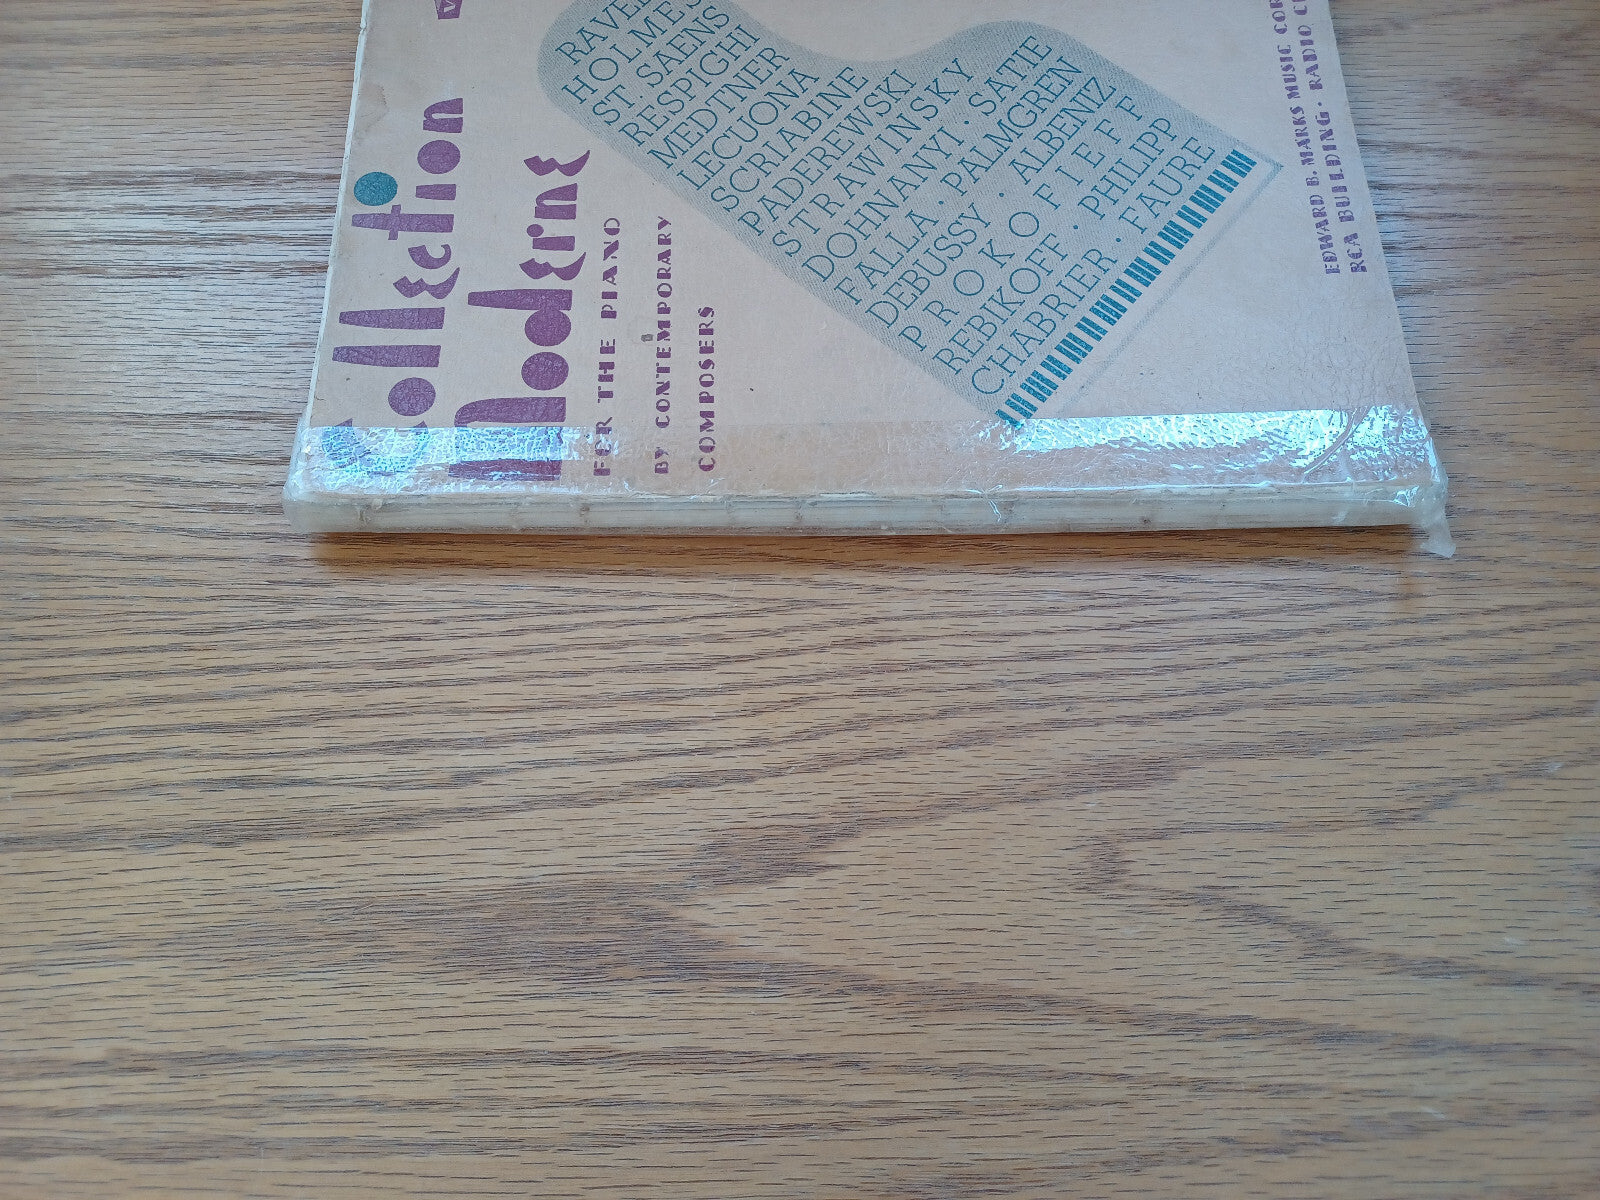 Collection
Moderne
FOR THE PIANO
BY CONTEMPORARY
COMPOSERS
HOLMES
ST. SAENS
RESPIGHI
MEDTNER
LECUONA
SCRIABINE
PADEREWSKI
STRAWINSKY
DOHNANYI · SATIE
FALLA · PALMGREN
DEBUSSY · ALBENIZ
PROKOFIEFF
REBIKOFF · PHILIPP
CHABRIER · FAURE
EDWARD B. MARKS MUSIC
RCA BUILDING · RADIO